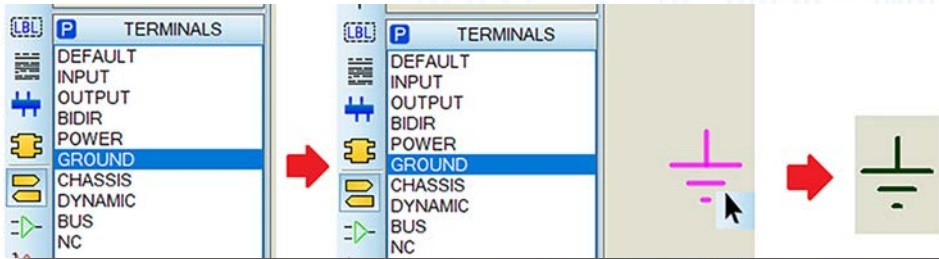 LBL P TERMINALS
DEFAULT
INPUT
OUTPUT
BIDIR
POWER
GROUND
CHASSIS
DYNAMIC
BUS
NC
LBL P TERMINALS
DEFAULT
INPUT
OUTPUT
BIDIR
POWER
GROUND
CHASSIS
DYNAMIC
BUS
NC